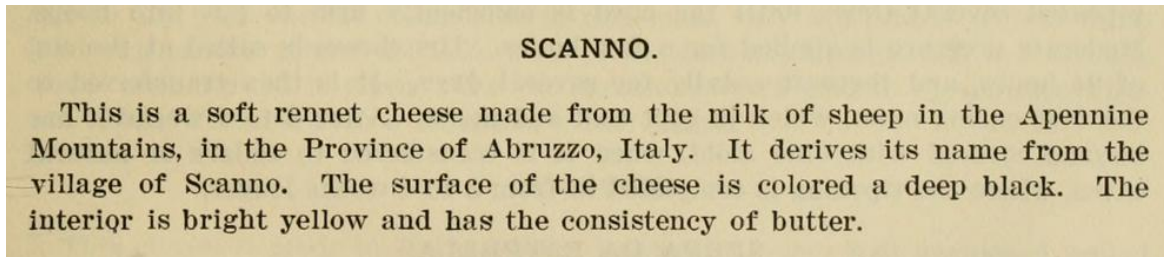 SCANNO.
This is a soft rennet cheese made from the milk of sheep in the Apennine
Mountains, in the Province of Abruzzo, Italy. It derives its name from the
village of Scanno. The surface of the cheese is colored a deep black. The
interior is bright yellow and has the consistency of butter.